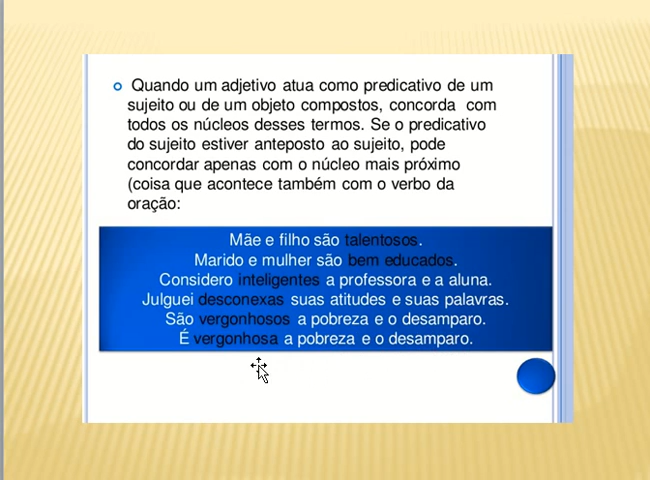 Quando um adjetivo atua como predicativo de um
sujeito ou de um objeto compostos, concorda com
todos os núcleos desses termos. Se o predicativo
do sujeito estiver anteposto ao sujeito, pode
concordar apenas com o núcleo mais próximo
(coisa que acontece também com o verbo da
oração:
Mãe e filho são talentosos.
Marido e mulher são bem educados.
Considero inteligentes a professora e a aluna.
Julguei desconexas suas atitudes e suas palavras.
São vergonhosos a pobreza e o desamparo.
É vergonhosa a pobreza e o desamparo.